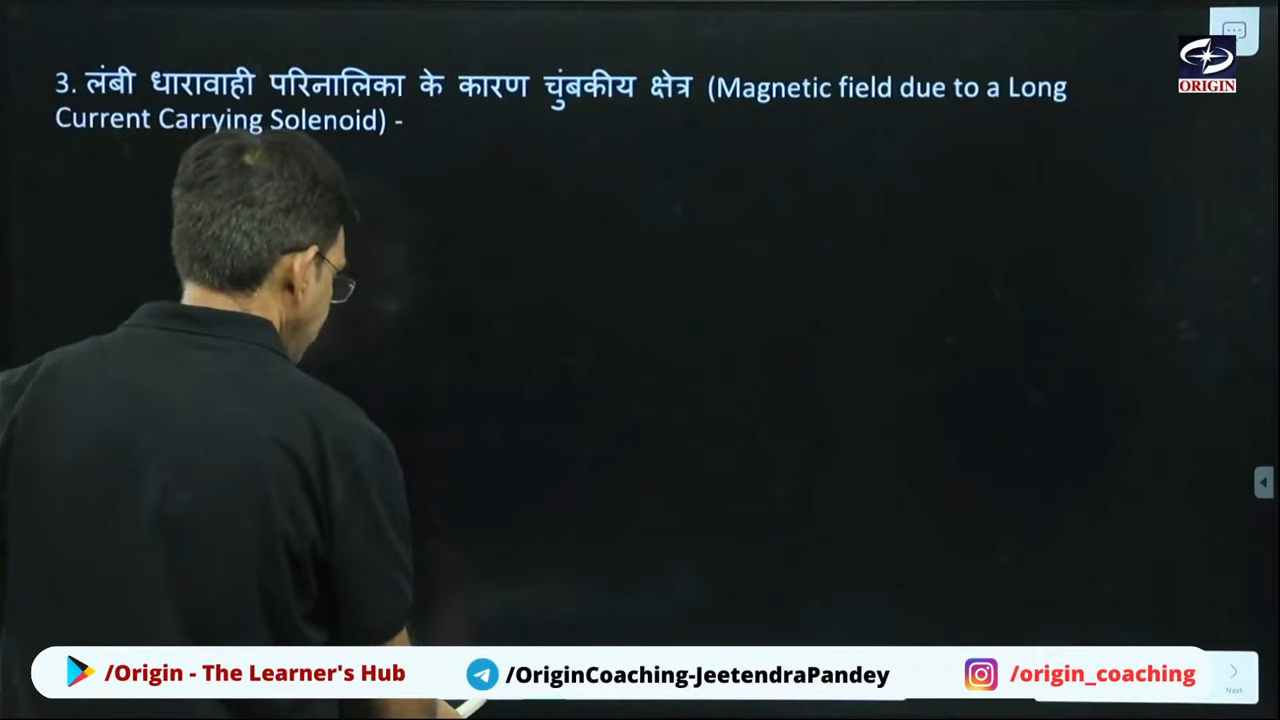 3. लंबी धारावाही परिनालिका के कारण चुंबकीय क्षेत्र (Magnetic field due to a Long
Current Carrying Solenoid) -
ORIGIN
/Origin - The Learner's Hub
/OriginCoaching-JeetendraPandey
/origin_coaching
Next